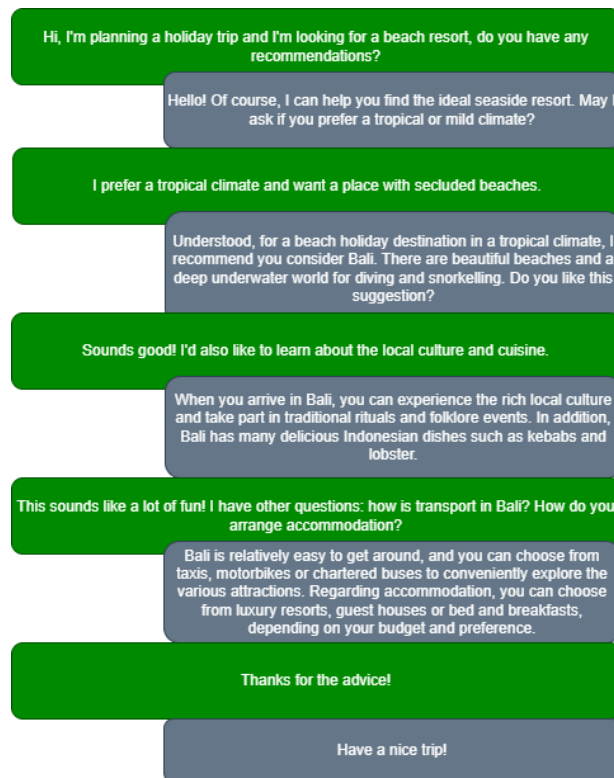 Hi, I'm planning a holiday trip and I'm looking for a beach resort, do you have any
recommendations?
Hello! Of course, I can help you find the ideal seaside resort. May I
ask if you prefer a tropical or mild climate?
I prefer a tropical climate and want a place with secluded beaches.
Understood, for a beach holiday destination in a tropical climate, I
recommend you consider Bali. There are beautiful beaches and a
deep underwater world for diving and snorkelling. Do you like this
suggestion?
Sounds good! I'd also like to learn about the local culture and cuisine.
When you arrive in Bali, you can experience the rich local culture
and take part in traditional rituals and folklore events. In addition,
Bali has many delicious Indonesian dishes such as kebabs and
lobster.
This sounds like a lot of fun! I have other questions: how is transport in Bali? How do you
arrange accommodation?
Bali is relatively easy to get around, and you can choose from
taxis, motorbikes or chartered buses to conveniently explore the
various attractions. Regarding accommodation, you can choose
from luxury resorts, guest houses or bed and breakfasts,
depending on your budget and preference.
Thanks for the advice!
Have a nice trip!